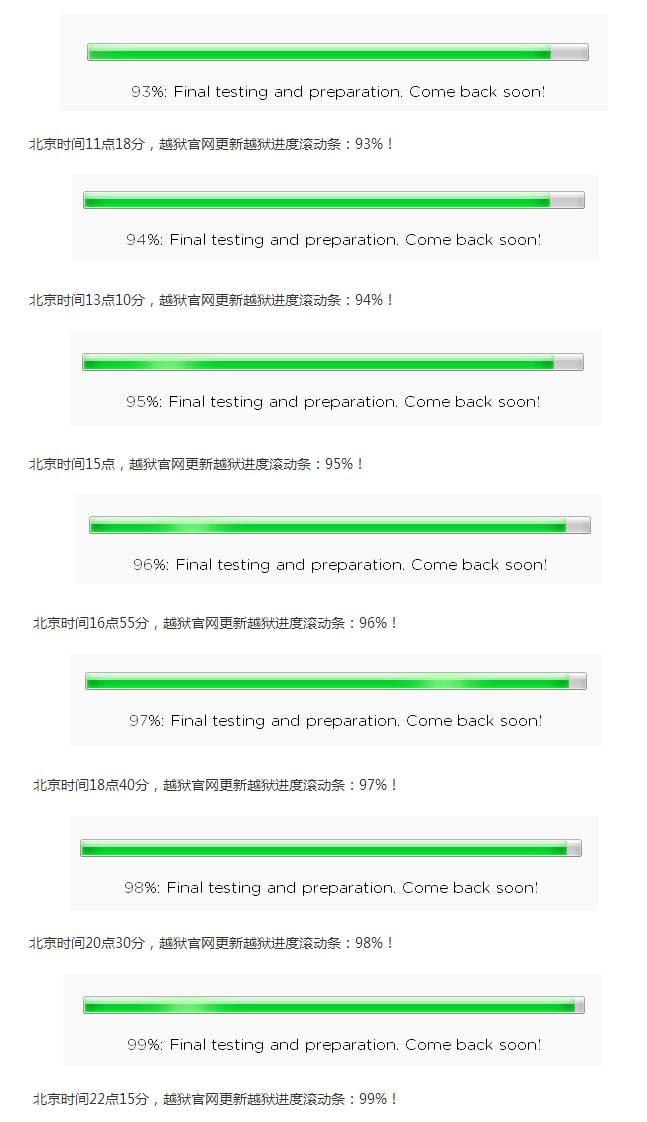 93%: Final testing and preparation. Come back soon!
北京时间11点18分，越狱官网更新越狱进度滚动条：93%！
94%: Final testing and preparation. Come back soon!
北京时间13点10分，越狱官网更新越狱进度滚动条：94%！
95%: Final testing and preparation. Come back soon!
北京时间15点，越狱官网更新越狱进度滚动条：95%！
96%: Final testing and preparation. Come back soon!
北京时间16点55分，越狱官网更新越狱进度滚动条：96%！
97%: Final testing and preparation. Come back soon!
北京时间18点40分，越狱官网更新越狱进度滚动条：97%！
98%: Final testing and preparation. Come back soon!
北京时间20点30分，越狱官网更新越狱进度滚动条：98%！
99%: Final testing and preparation. Come back soon!
北京时间22点15分，越狱官网更新越狱进度滚动条：99%！